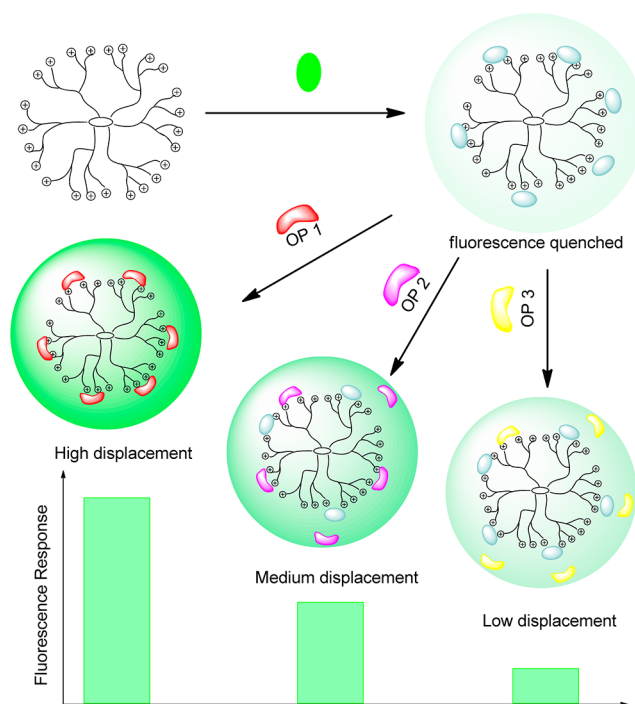 fluorescence quenched
OP 1
OP 2
OP 3
High displacement
Medium displacement
Low displacement
Fluorescence Response